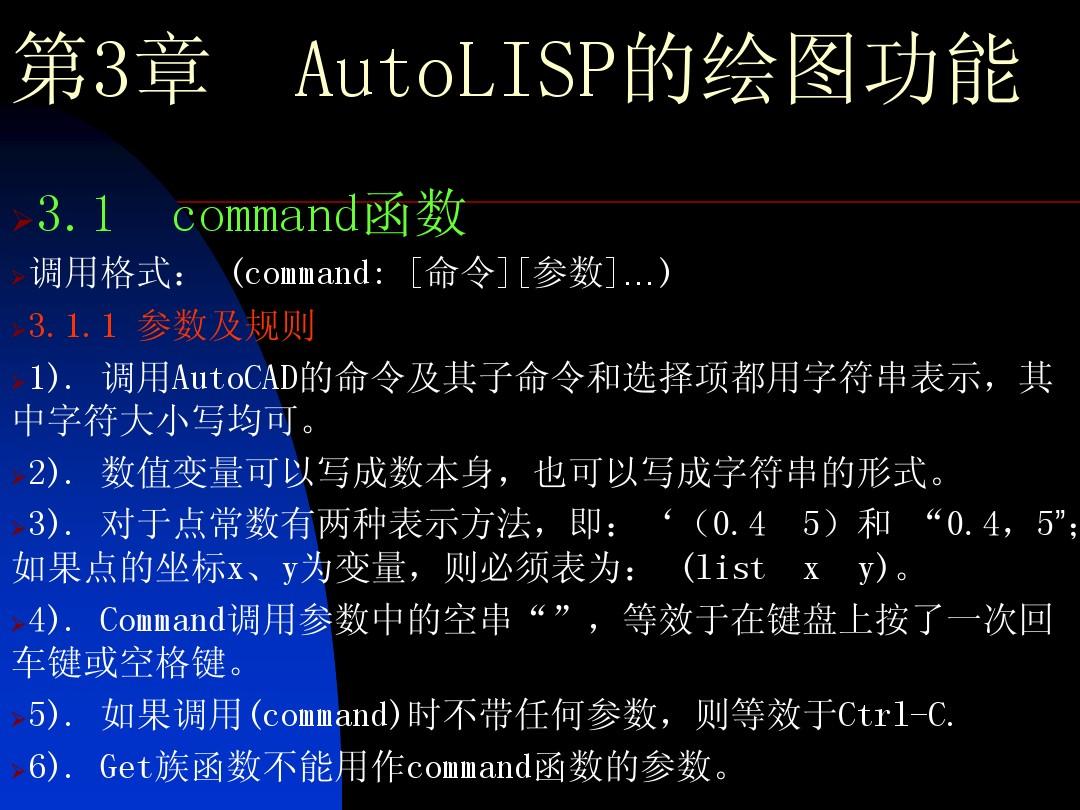 第3章　AutoLISP的绘图功能
3.1　command函数
调用格式： (command: [命令][参数]…)
3.1.1 参数及规则
1). 调用AutoCAD的命令及其子命令和选择项都用字符串表示，其
中字符大小写均可。
2). 数值变量可以写成数本身，也可以写成字符串的形式。
3). 对于点常数有两种表示方法，即：‘（0.4　5）和 “0.4，5”；
如果点的坐标x、y为变量，则必须表为： (list　x　y)。
4). Command调用参数中的空串“”，等效于在键盘上按了一次回
车键或空格键。
5). 如果调用(command)时不带任何参数，则等效于Ctrl-C.
6). Get族函数不能用作command函数的参数。